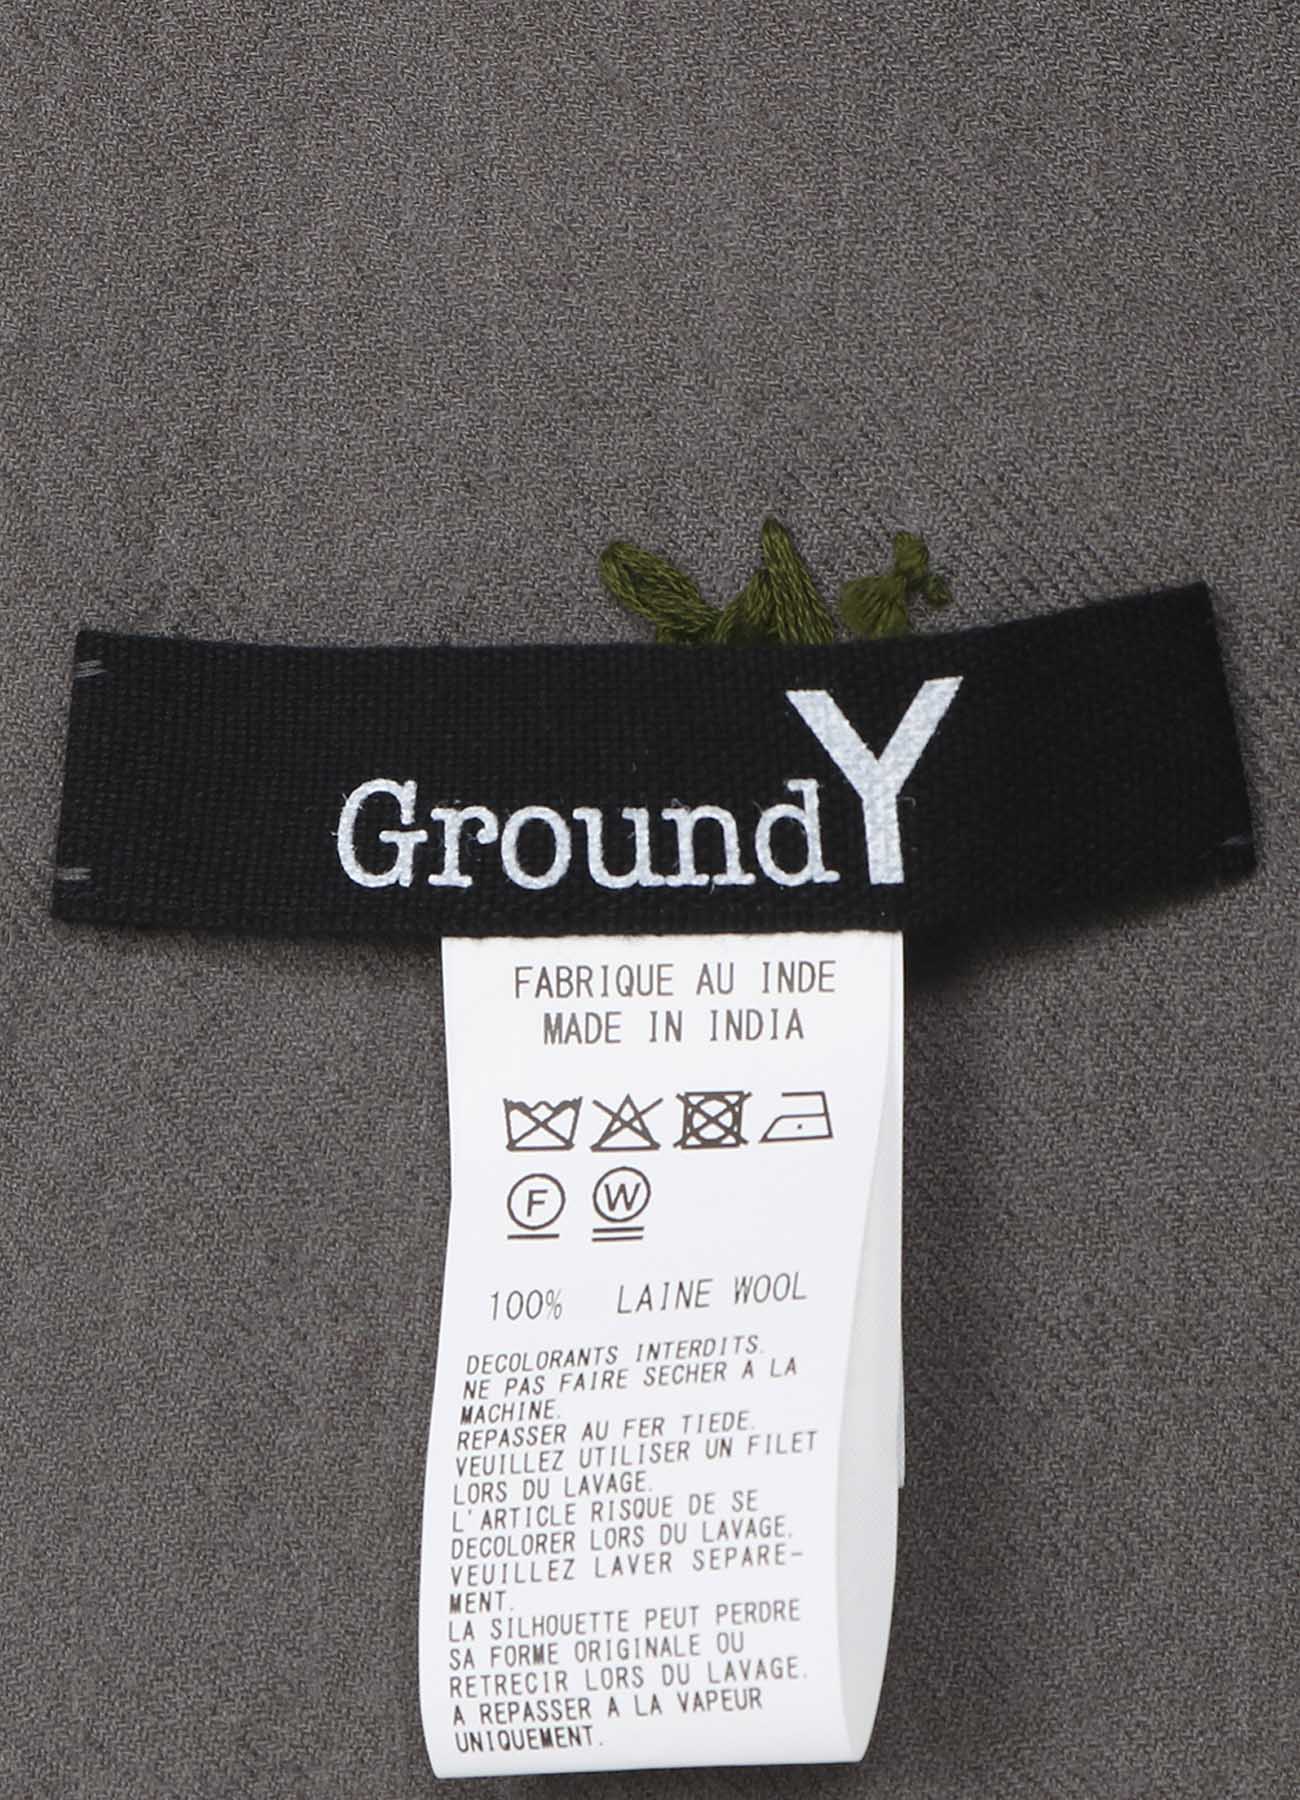 GroundY
FABRIQUE AU INDE
MADE IN INDIA
F W
100% LAINE WOOL
DECOLORANTS INTERDITS.
NE PAS FAIRE SECHER A LA
MACHINE.
REPASSER AU FER TIEDE.
VEUILLEZ UTILISER UN FILET
LORS DU LAVAGE.
L'ARTICLE RISQUE DE SE
DECOLORER LORS DU LAVAGE.
VEUILLEZ LAVER SEPARE-
MENT.
LA SILHOUETTE PEUT PERDRE
SA FORME ORIGINALE OU
RETRECIR LORS DU LAVAGE.
A REPASSER A LA VAPEUR
UNIQUEMENT.